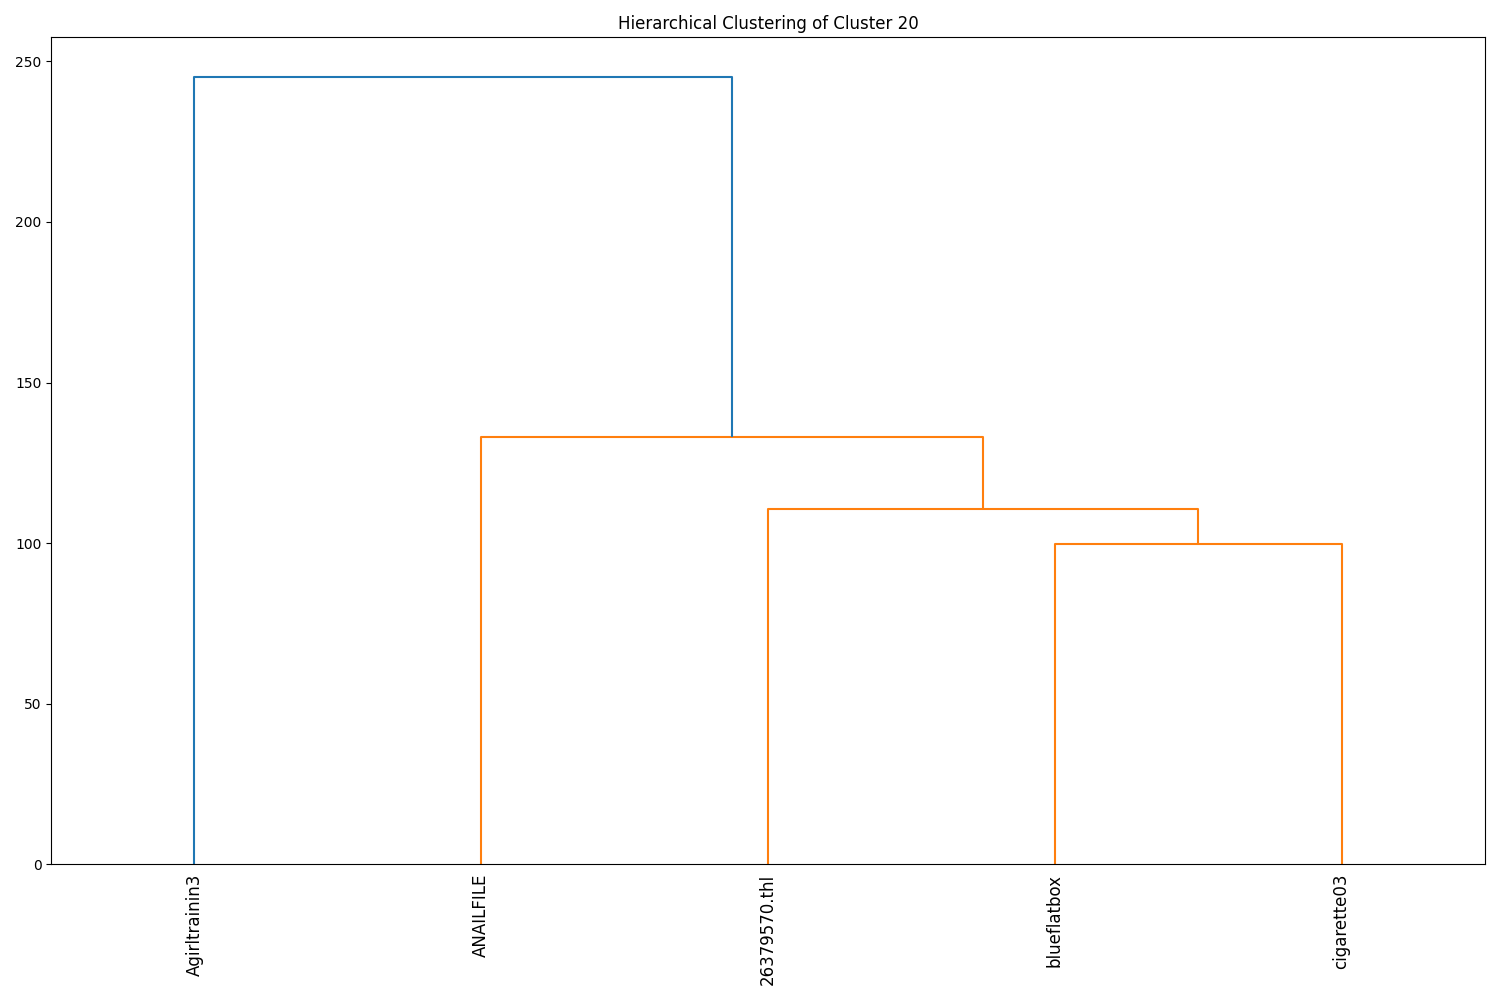 Hierarchical Clustering of Cluster 20
250
200
150
100
50
0
Agirltrainin3
ANAILFILE
26379570.thl
blueflatbox
cigarette03